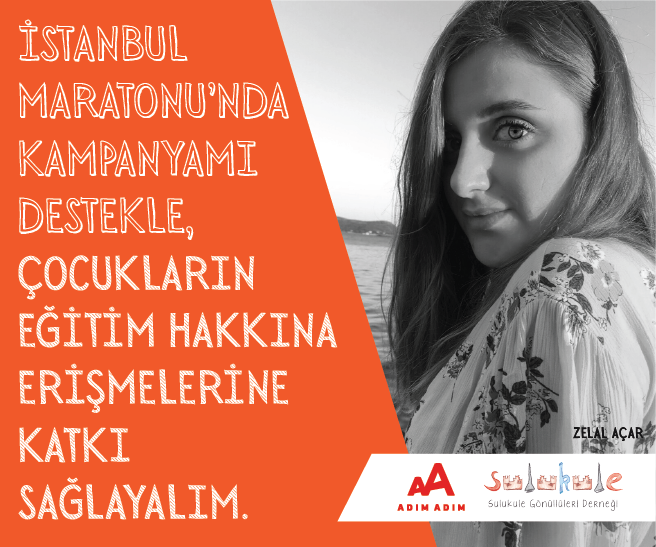 İSTANBUL
MARATONU'NDA
KAMPANYAMI
DESTEKLE,
ÇOCUKLARIN
EĞİTİM HAKKINA
ERİŞMELERİNE
KATKI
SAĞLAYALIM.
ZELAL AÇAR
AA
ADIM ADIM
Sulukule
Sulukule Gönüllüleri Derneği